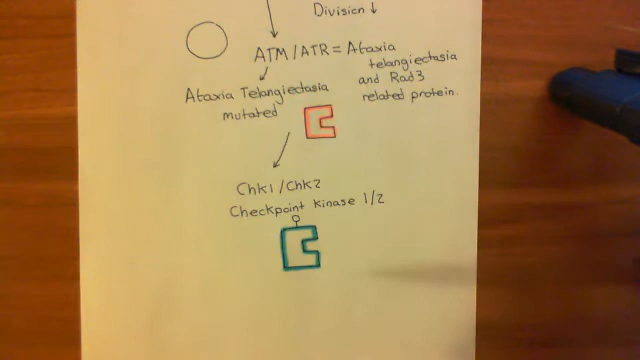 Division ↓
ATM/ATR = Ataxia
telangiectasia
and Rad3
related protein.
Ataxia Telangiectasia
mutated
Chk1/Chk2
Checkpoint kinase 1/2